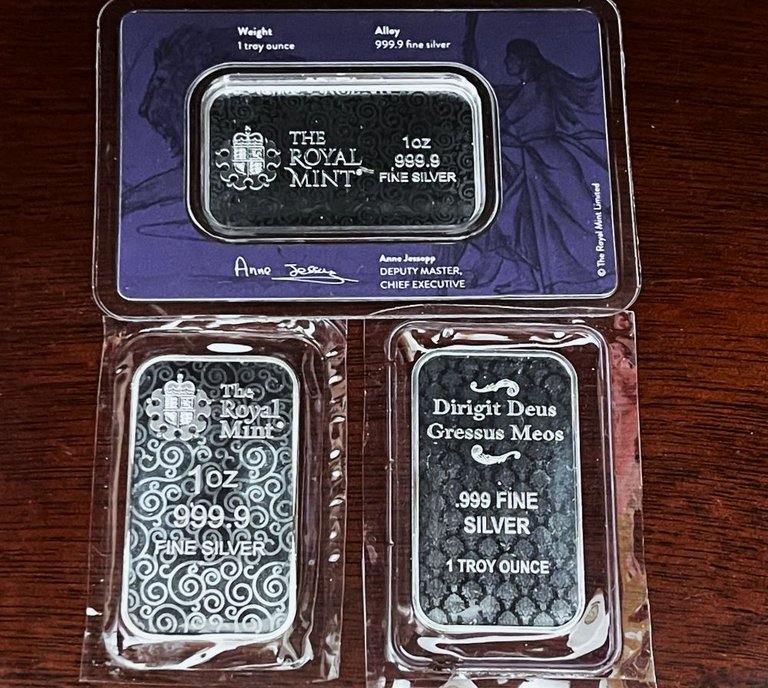 Weight
1 troy ounce
Alloy
999.9 fine silver
THE
ROYAL
MINT®
1oz
999.9
FINE SILVER
Anne Jessopp
DEPUTY MASTER,
CHIEF EXECUTIVE
© The Royal Mint Limited
The
Royal
Mint®
1oz
999.9
FINE SILVER
Dirigit Deus
Gressus Meos
.999 FINE
SILVER
1 TROY OUNCE